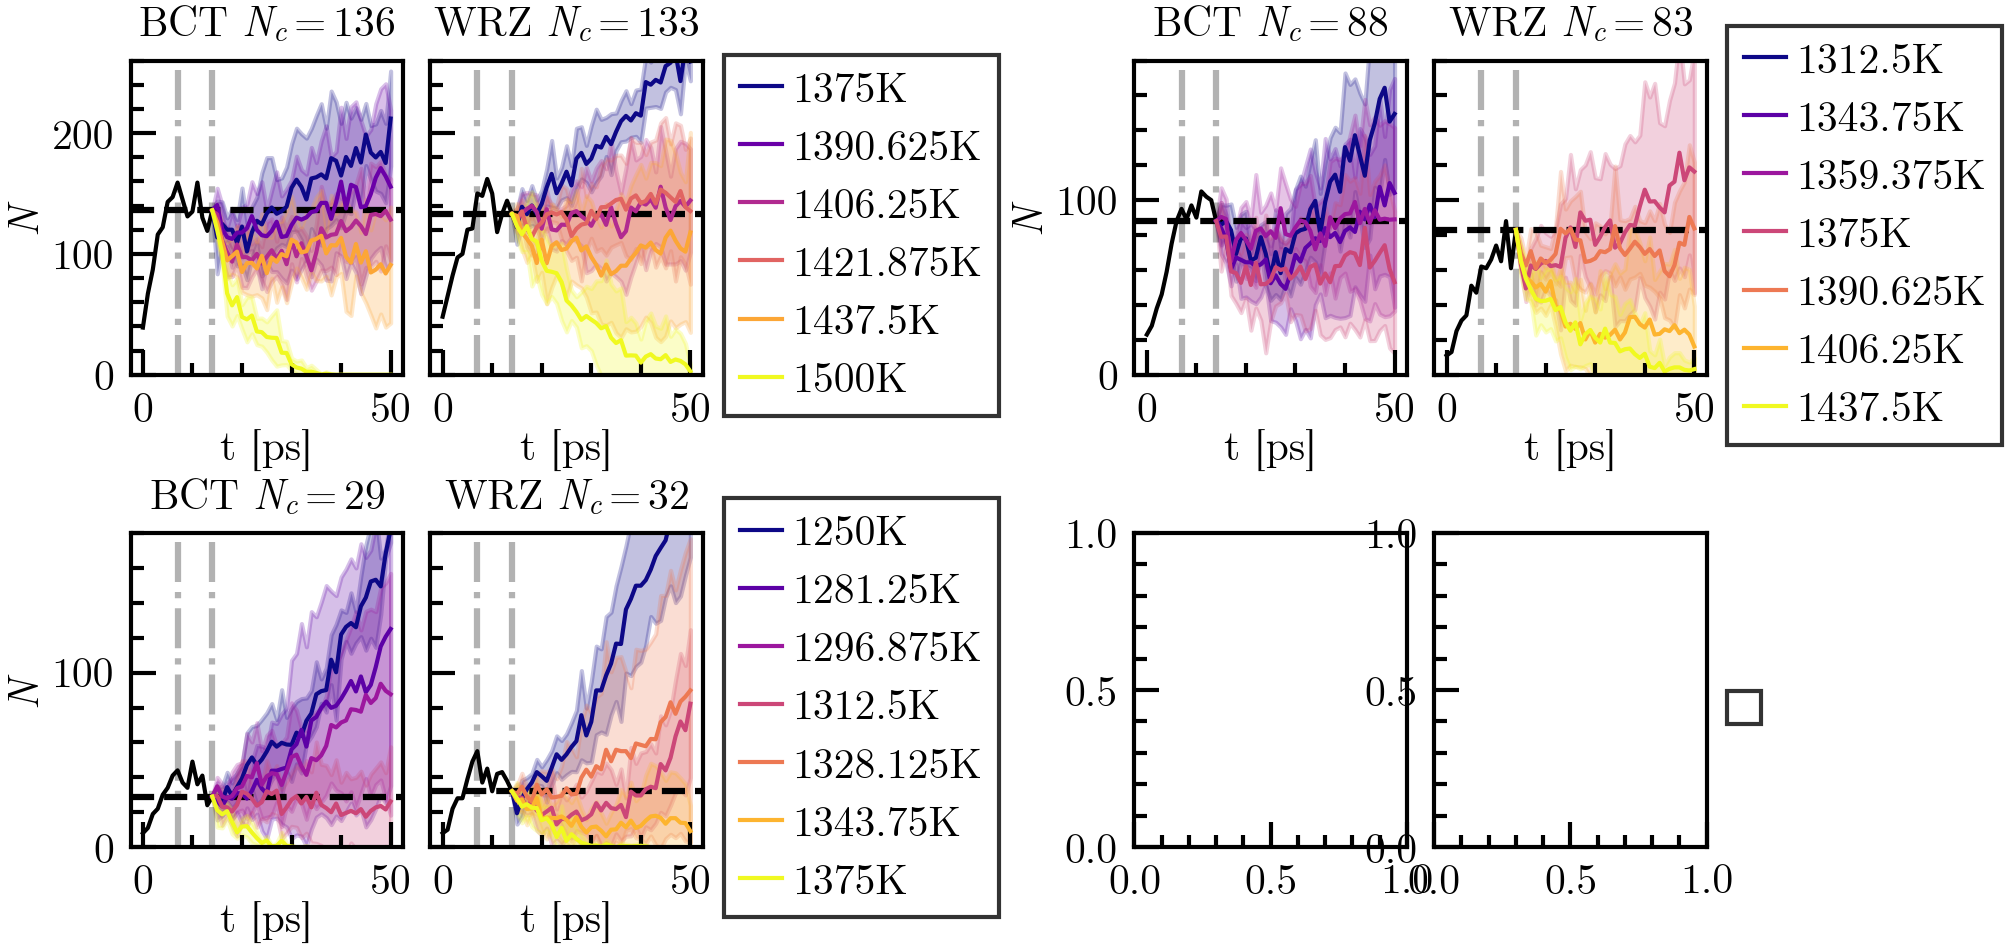 BCT N_c = 136
WRZ N_c = 133
N
200
100
0
0
50
t [ps]
0
50
t [ps]
1375K
1390.625K
1406.25K
1421.875K
1437.5K
1500K
BCT N_c = 88
WRZ N_c = 83
N
100
0
0
50
t [ps]
0
50
t [ps]
1312.5K
1343.75K
1359.375K
1375K
1390.625K
1406.25K
1437.5K
BCT N_c = 29
WRZ N_c = 32
N
100
0
0
50
t [ps]
0
50
t [ps]
1250K
1281.25K
1296.875K
1312.5K
1328.125K
1343.75K
1375K
1.0
0.5
0.0
0.0
0.5
1.0
1.0
0.5
0.0
0.0
0.5
1.0